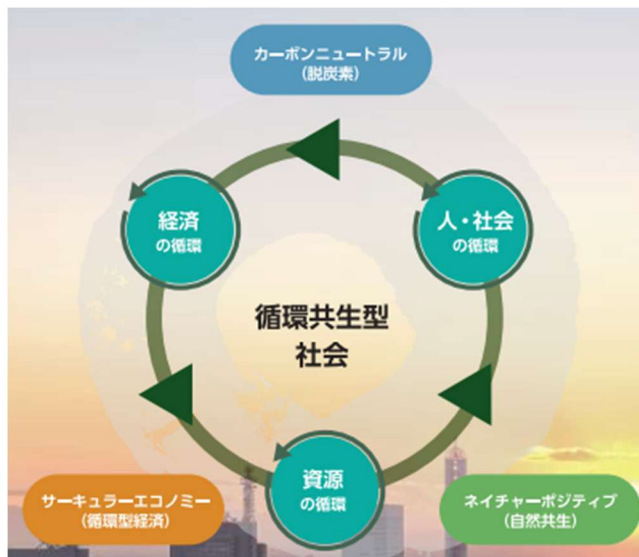 カーボンニュートラル
(脱炭素)
経済
の循環
人・社会
の循環
循環共生型
社会
資源
の循環
サーキュラーエコノミー
(循環型経済)
ネイチャーポジティブ
(自然共生)